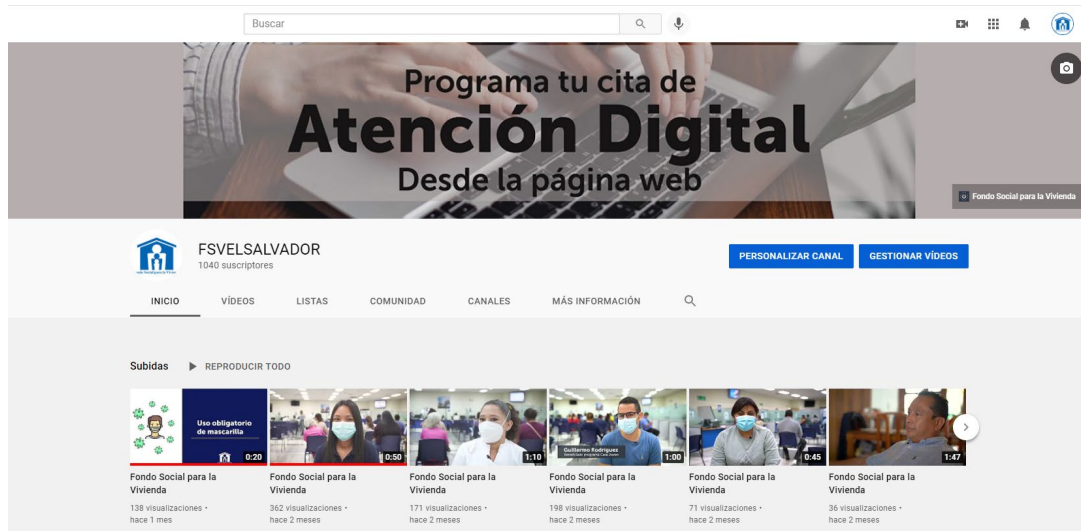 Buscar
Programa tu cita de
Atención Digital
Desde la página web
Fondo Social para la Vivienda
FSVELSALVADOR
1040 suscriptores
PERSONALIZAR CANAL
GESTIONAR VÍDEOS
INICIO
VÍDEOS
LISTAS
COMUNIDAD
CANALES
MÁS INFORMACIÓN
Subidas
REPRODUCIR TODO
Uso obligatorio
de mascarilla
0:20
0:50
1:10
Guillermo Rodríguez
1:00
0:45
1:47
Fondo Social para la
Vivienda
138 visualizaciones •
hace 1 mes
Fondo Social para la
Vivienda
362 visualizaciones •
hace 2 meses
Fondo Social para la
Vivienda
171 visualizaciones •
hace 2 meses
Fondo Social para la
Vivienda
198 visualizaciones •
hace 2 meses
Fondo Social para la
Vivienda
71 visualizaciones •
hace 2 meses
Fondo Social para la
Vivienda
36 visualizaciones •
hace 2 meses